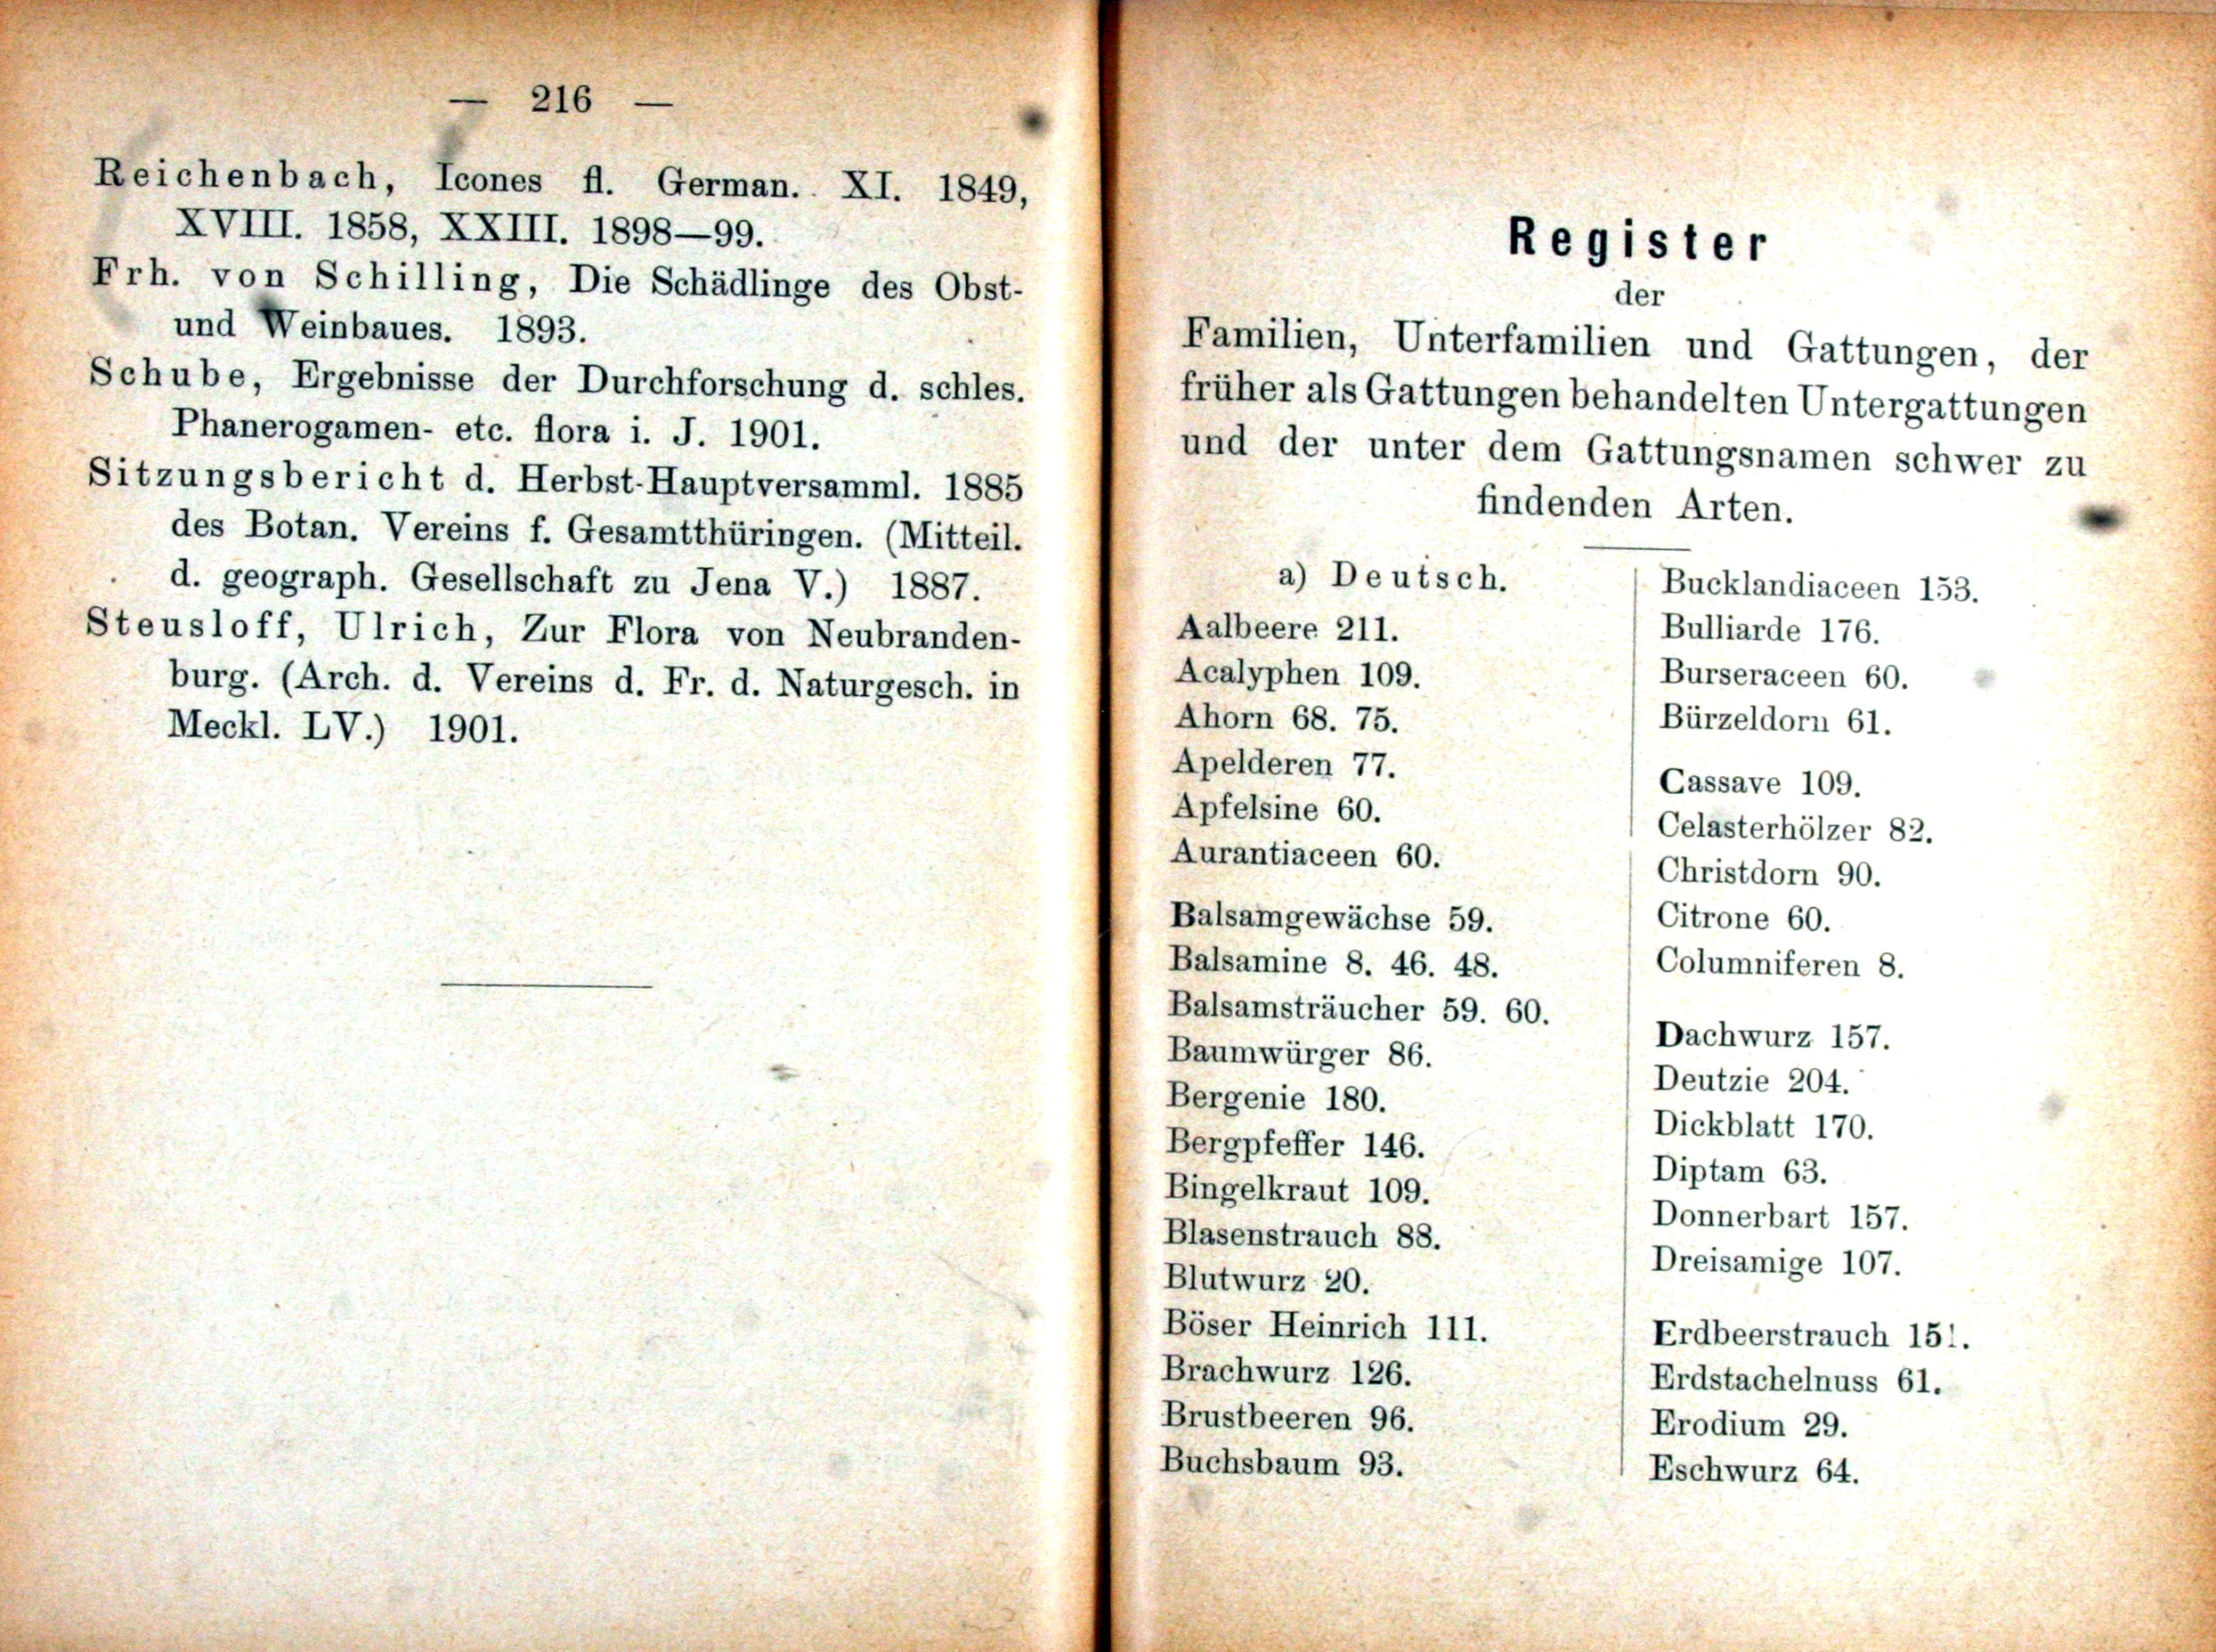 — 216 —
Reichenbach, Icones fl. German. XI. 1849,
XVIII. 1858, XXIII. 1898—99.
Frh. von Schilling, Die Schädlinge des Obst-
und Weinbaues. 1893.
Schube, Ergebnisse der Durchforschung d. schles.
Phanerogamen- etc. flora i. J. 1901.
Sitzungsbericht d. Herbst-Hauptversamml. 1885
des Botan. Vereins f. Gesamtthüringen. (Mitteil.
d. geograph. Gesellschaft zu Jena V.) 1887.
Steusloff, Ulrich, Zur Flora von Neubranden-
burg. (Arch. d. Vereins d. Fr. d. Naturgesch. in
Meckl. LV.) 1901.
Register
der
Familien, Unterfamilien und Gattungen, der
früher als Gattungen behandelten Untergattungen
und der unter dem Gattungsnamen schwer zu
findenden Arten.
a) Deutsch.
Aalbeere 211.
Acalyphen 109.
Ahorn 68. 75.
Apelderen 77.
Apfelsine 60.
Aurantiaceen 60.
Balsamgewächse 59.
Balsamine 8. 46. 48.
Balsamsträucher 59. 60.
Baumwürger 86.
Bergenie 180.
Bergpfeffer 146.
Bingelkraut 109.
Blasenstrauch 88.
Blutwurz 20.
Böser Heinrich 111.
Brachwurz 126.
Brustbeeren 96.
Buchsbaum 93.
Bucklandiaceen 153.
Bulliarde 176.
Burseraceen 60.
Bürzeldorn 61.
Cassave 109.
Celasterhölzer 82.
Christdorn 90.
Citrone 60.
Columniferen 8.
Dachwurz 157.
Deutzie 204.
Dickblatt 170.
Diptam 63.
Donnerbart 157.
Dreisamige 107.
Erdbeerstrauch 151.
Erdstachelnuss 61.
Erodium 29.
Eschwurz 64.